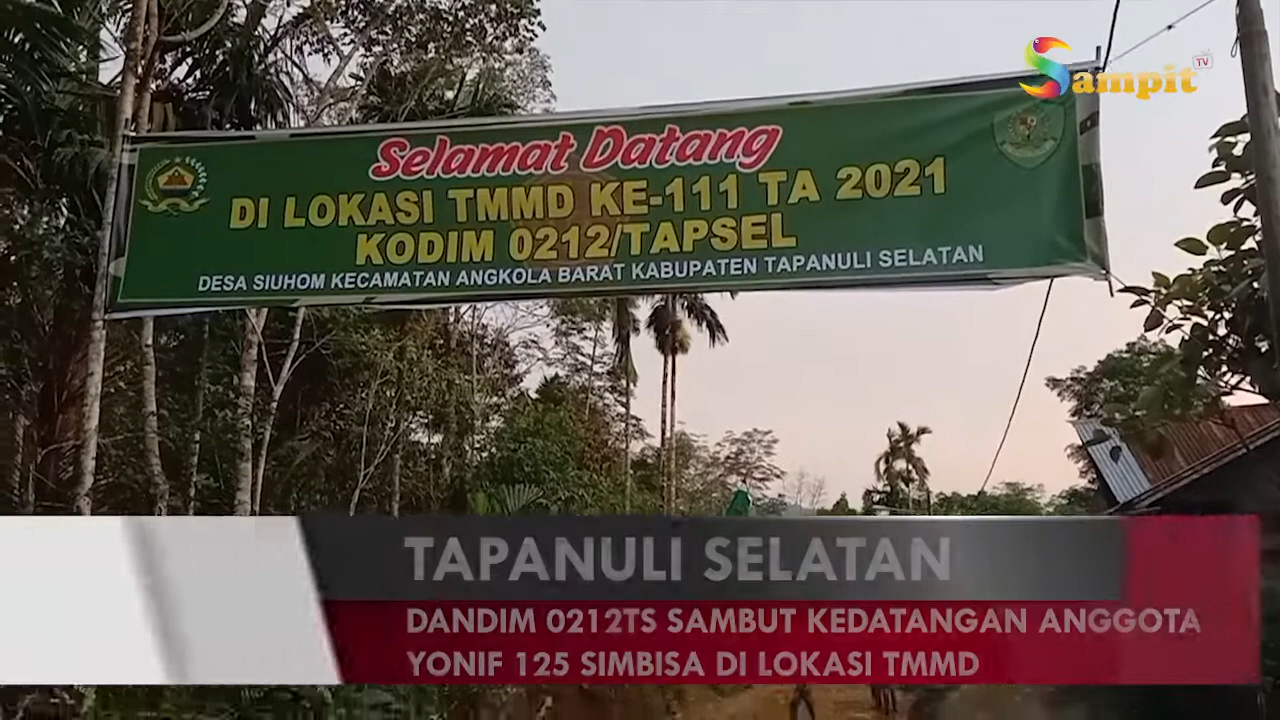 Sampit TV
Selamat Datang
DI LOKASI TMMD KE-111 TA 2021
KODIM 0212/TAPSEL
DESA SIUHOM KECAMATAN ANGKOLA BARAT KABUPATEN TAPANULI SELATAN
TAPANULI SELATAN
DANDIM 0212TS SAMBUT KEDATANGAN ANGGOTA
YONIF 125 SIMBISA DI LOKASI TMMD